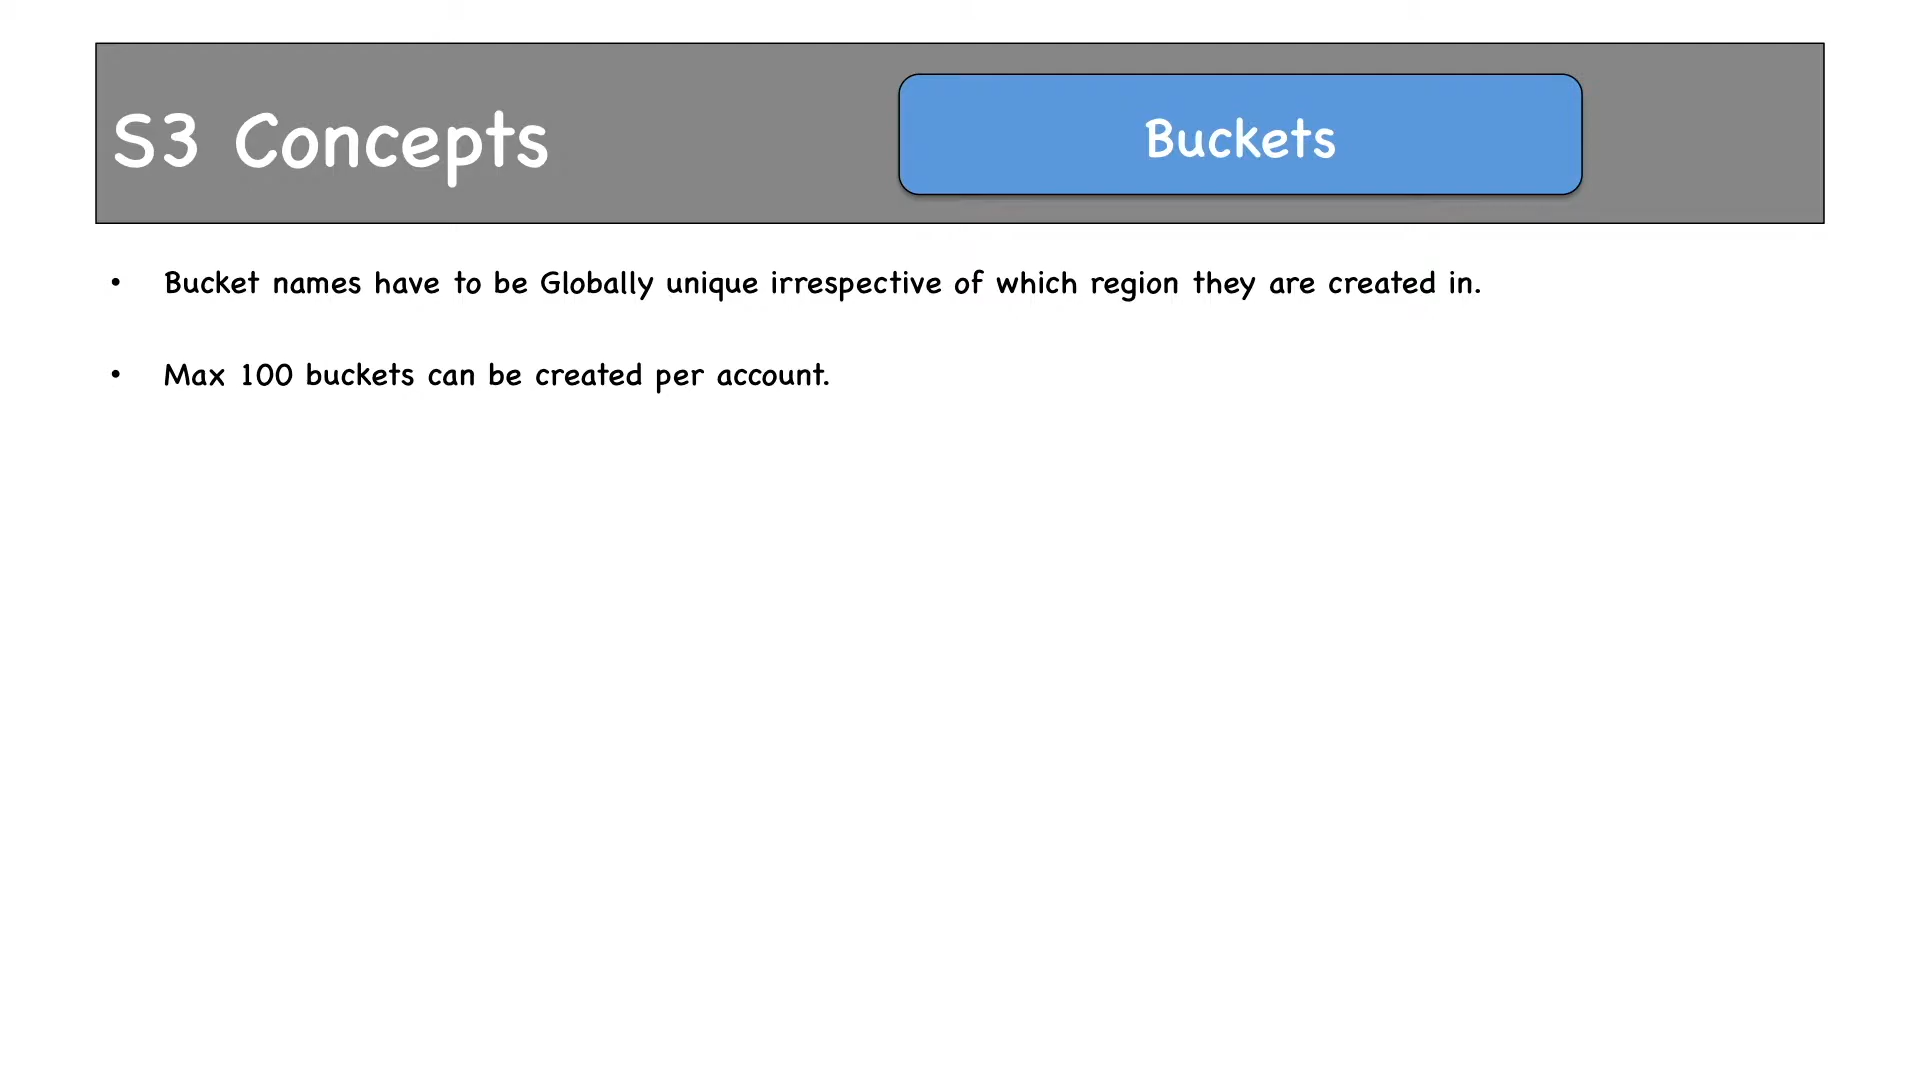 S3 Concepts
Buckets
• Bucket names have to be Globally unique irrespective of which region they are created in.
• Max 100 buckets can be created per account.